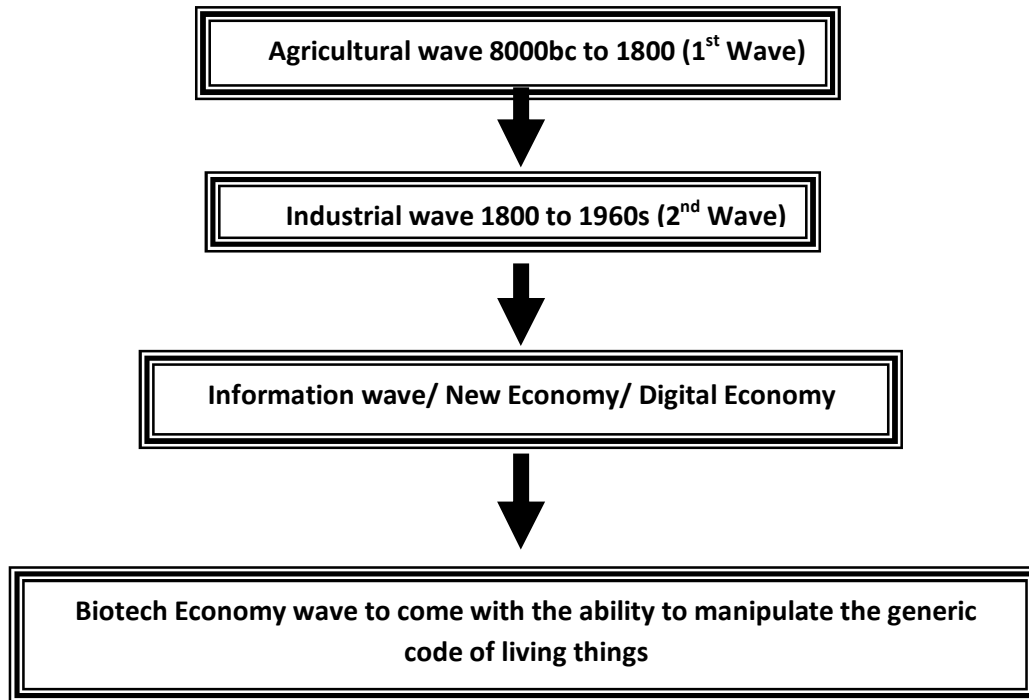 Agricultural wave 8000bc to 1800 (1st Wave)
Industrial wave 1800 to 1960s (2nd Wave)
Information wave/ New Economy/ Digital Economy
Biotech Economy wave to come with the ability to manipulate the generic
code of living things